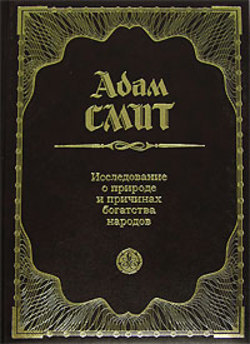 Адам
СМИТ
Исследование
о природе
и причинах
богатства
народов